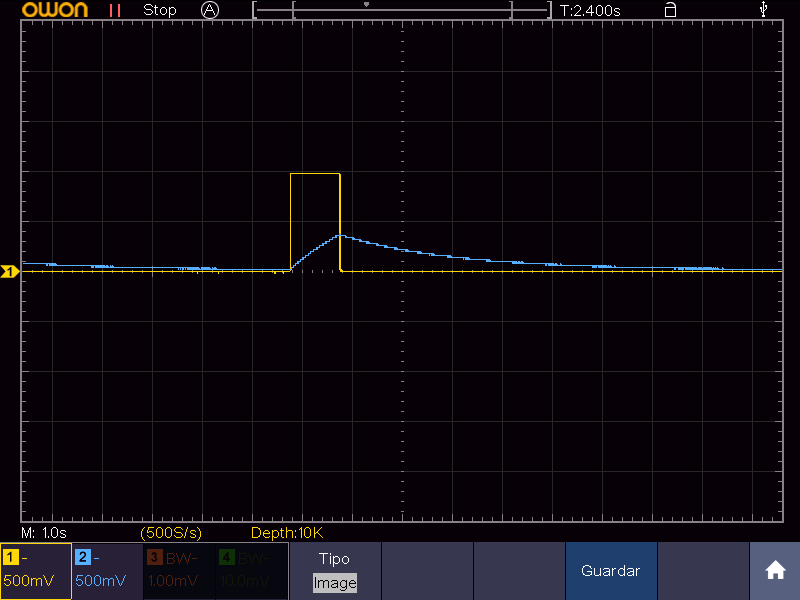 owon Stop A T:2.400s
1
M: 1.0s (500S/s) Depth:10K
1 - 2 - 3 BW- 4 BW- Tipo
500mV 500mV 1.00mV 10.0mV Image Guardar